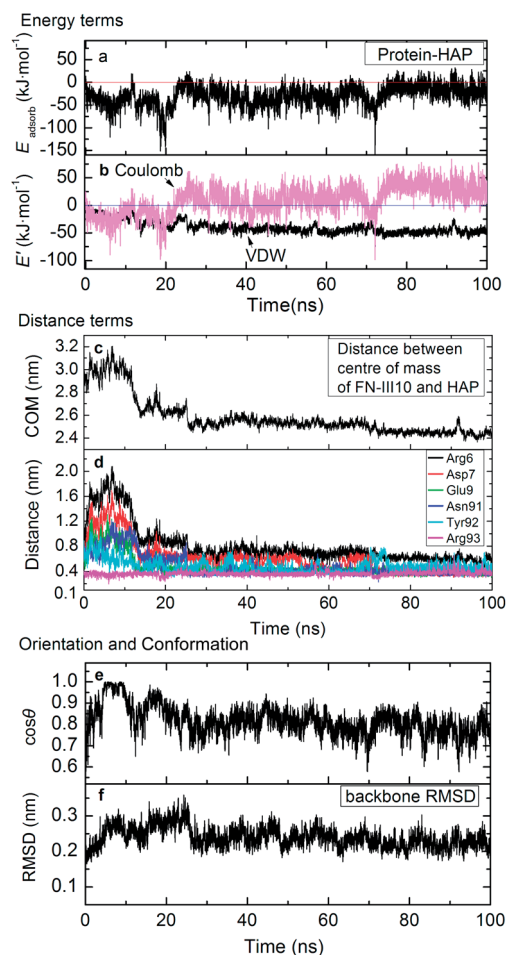 Energy terms
a
Protein-HAP
E adsorb (kJ·mol⁻¹)
50
0
-50
-100
-150
b
Coulomb
VDW
E' (kJ·mol⁻¹)
50
0
-50
-100
0 20 40 60 80 100
Time(ns)
Distance terms
c
Distance between
centre of mass
of FN-III10 and HAP
COM (nm)
3.2
3.0
2.8
2.6
2.4
d
Arg6
Asp7
Glu9
Asn91
Tyr92
Arg93
Distance (nm)
2.0
1.6
1.2
0.8
0.4
0.1
0 20 40 60 80 100
Time (ns)
Orientation and Conformation
e
cosθ
1.0
0.9
0.8
0.7
0.6
f
backbone RMSD
RMSD (nm)
0.3
0.2
0.1
0 20 40 60 80 100
Time (ns)